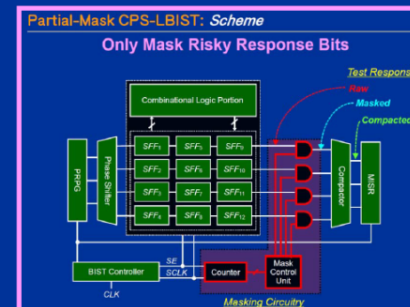 Partial-Mask CPS-LBIST: Scheme
Only Mask Risky Response Bits
Test Respons
Raw
Masked
Compacted
Combinational Logic Portion
PRPG
Phase Shifter
SFF1
SFF5
SFF9
SFF2
SFF6
SFF10
SFF3
SFF7
SFF11
SFF4
SFF8
SFF12
Compactor
MISR
BIST Controller
SE
SCLK
CLK
Counter
Mask
Control
Unit
Masking Circuitry